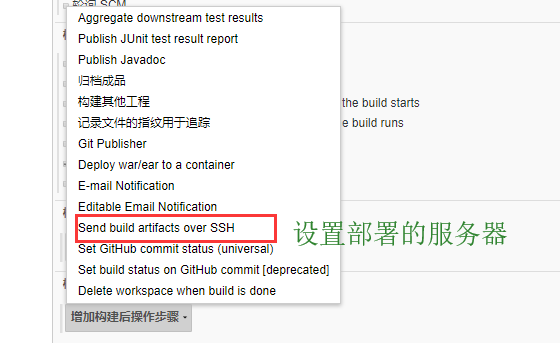 轮询 SCM
Aggregate downstream test results
Publish JUnit test result report
Publish Javadoc
归档成品
构建其他工程
the build starts
记录文件的指纹用于追踪
e build runs
Git Publisher
Deploy war/ear to a container
E-mail Notification
Editable Email Notification
Send build artifacts over SSH
设置部署的服务器
Set GitHub commit status (universal)
Set build status on GitHub commit [deprecated]
Delete workspace when build is done
增加构建后操作步骤